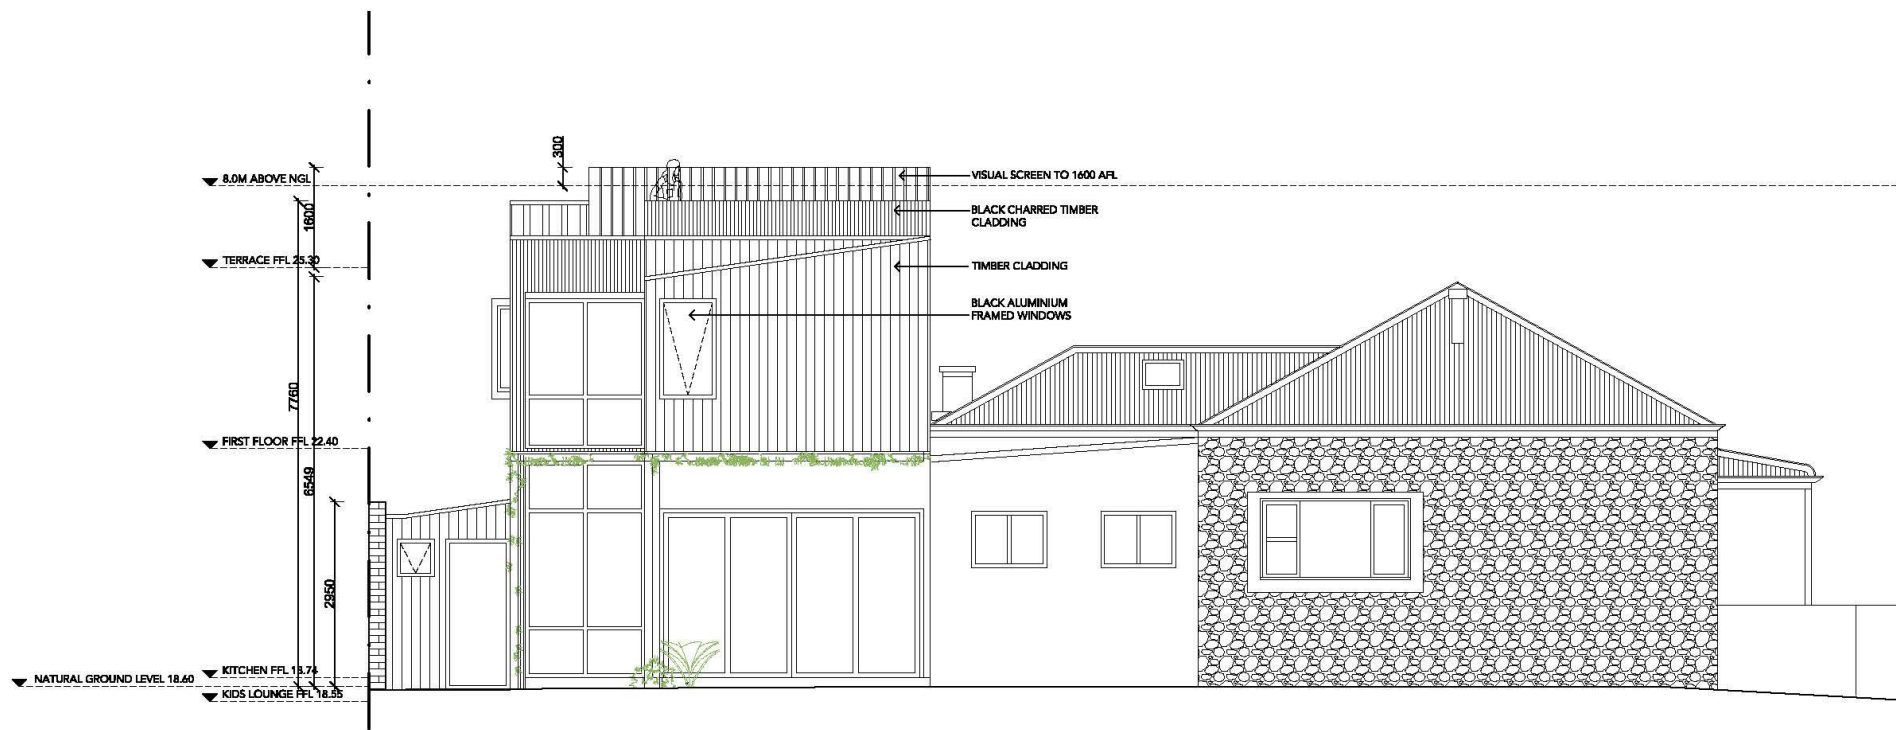 300
8.0M ABOVE NGL
VISUAL SCREEN TO 1600 AFL
1600
BLACK CHARRED TIMBER
CLADDING
TERRACE FFL 25.30
TIMBER CLADDING
BLACK ALUMINIUM
FRAMED WINDOWS
7760
FIRST FLOOR FFL 22.40
6549
2950
KITCHEN FFL 18.74
NATURAL GROUND LEVEL 18.60
KIDS LOUNGE FFL 18.55